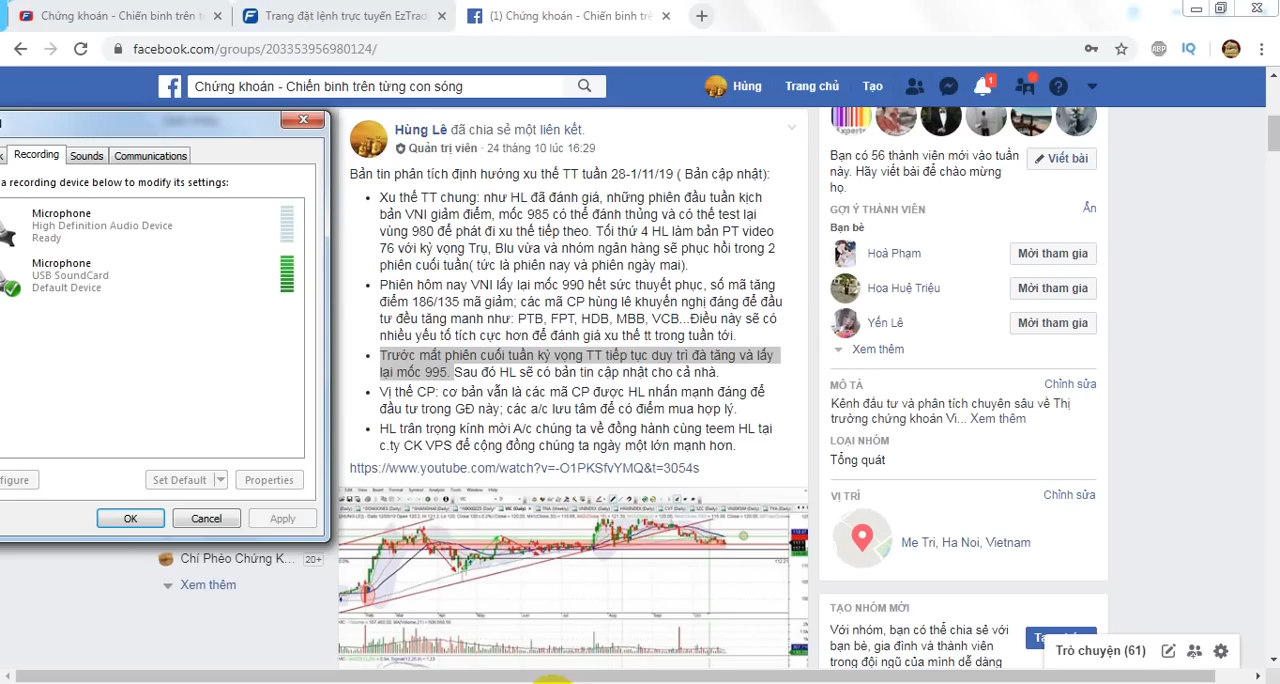 Chứng khoán - Chiến binh trên t
Trang đặt lệnh trực tuyến EzTrad
(1) Chứng khoán - Chiến binh trê
facebook.com/groups/203353956980124/
ABP
IQ
Chứng khoán - Chiến binh trên từng con sóng
Hùng
Trang chủ
Tạo
1
Recording
Sounds
Communications
a recording device below to modify its settings:
Microphone
High Definition Audio Device
Ready
Microphone
USB SoundCard
Default Device
figure
Set Default
Properties
OK
Cancel
Apply
Chí Phèo Chứng K... 20+
Xem thêm
Hùng Lê đã chia sẻ một liên kết.
Quản trị viên · 24 tháng 10 lúc 16:29
Bản tin phân tích định hướng xu thế TT tuần 28-1/11/19 ( Bản cập nhật):
• Xu thế TT chung: như HL đã đánh giá, những phiên đầu tuần kịch
bản VNI giảm điểm, mốc 985 có thể đánh thủng và có thể test lại
vùng 980 để phát đi xu thế tiếp theo. Tối thứ 4 HL làm bản PT video
76 với kỳ vọng Trụ, Blu vừa và nhóm ngân hàng sẽ phục hồi trong 2
phiên cuối tuần( tức là phiên nay và phiên ngày mai).
• Phiên hôm nay VNI lấy lại mốc 990 hết sức thuyết phục, số mã tăng
điểm 186/135 mã giảm; các mã CP hùng lê khuyến nghị đáng để đầu
tư đều tăng mạnh như: PTB, FPT, HDB, MBB, VCB...Điều này sẽ có
nhiều yếu tố tích cực hơn để đánh giá xu thế tt trong tuần tới.
• Trước mắt phiên cuối tuần kỳ vọng TT tiếp tục duy trì đà tăng và lấy
lại mốc 995. Sau đó HL sẽ có bản tin cập nhật cho cả nhà.
• Vị thế CP: cơ bản vẫn là các mã CP được HL nhấn mạnh đáng để
đầu tư trong GĐ này; các a/c lưu tâm để có điểm mua hợp lý.
• HL trân trọng kính mời A/c chúng ta về đồng hành cùng teem HL tại
c.ty CK VPS để cộng đồng chúng ta ngày một lớn mạnh hơn.
https://www.youtube.com/watch?v=-O1PKSfvYMQ&t=3054s
Bạn có 56 thành viên mới vào tuần
này. Hãy viết bài để chào mừng
họ.
Viết bài
GỢI Ý THÀNH VIÊN
Ẩn
Bạn bè
Hoả Phạm
Mời tham gia
Hoa Huệ Triệu
Mời tham gia
Yến Lê
Mời tham gia
Xem thêm
MÔ TẢ
Chỉnh sửa
Kênh đầu tư và phân tích chuyên sâu về Thị
trường chứng khoán Vi... Xem thêm
LOẠI NHÓM
Tổng quát
VỊ TRÍ
Chỉnh sửa
Me Tri, Ha Noi, Vietnam
TẠO NHÓM MỚI
Với nhóm, bạn có thể chia sẻ với
bạn bè, gia đình và thành viên
trong đội ngũ của mình dễ dàng
Trò chuyện (61)